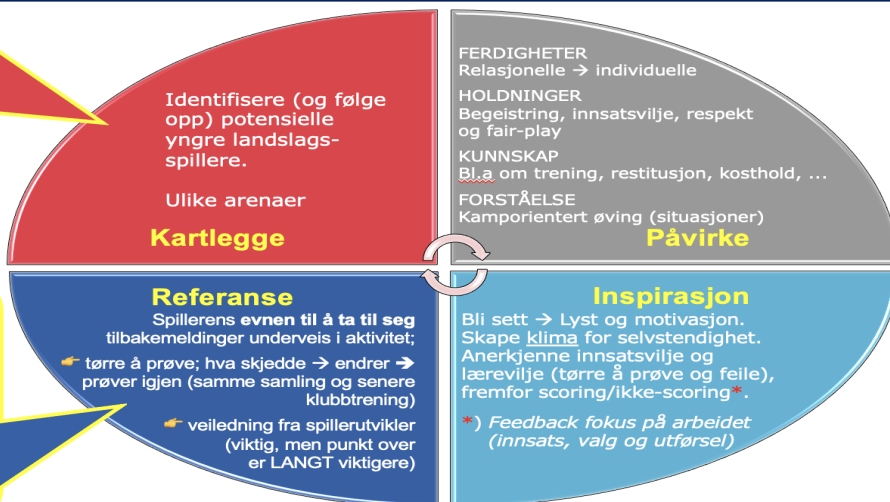 Identifisere (og følge
opp) potensielle
yngre landslags-
spillere.
Ulike arenaer
Kartlegge
FERDIGHETER
Relasjonelle → individuelle
HOLDNINGER
Begeistring, innsatsvilje, respekt
og fair-play
KUNNSKAP
Bl.a om trening, restitusjon, kosthold, ...
FORSTÅELSE
Kamporientert øving (situasjoner)
Påvirke
Referanse
Spillerens evnen til å ta til seg
tilbakemeldinger underveis i aktivitet;
👉 tørre å prøve; hva skjedde → endrer ➔
prøver igjen (samme samling og senere
klubbtrening)
👉 veiledning fra spillerutvikler
(viktig, men punkt over
er LANGT viktigere)
Inspirasjon
Bli sett → Lyst og motivasjon.
Skape klima for selvstendighet.
Anerkjenne innsatsvilje og
lærevilje (tørre å prøve og feile),
fremfor scoring/ikke-scoring*.
*) Feedback fokus på arbeidet
(innsats, valg og utførsel)